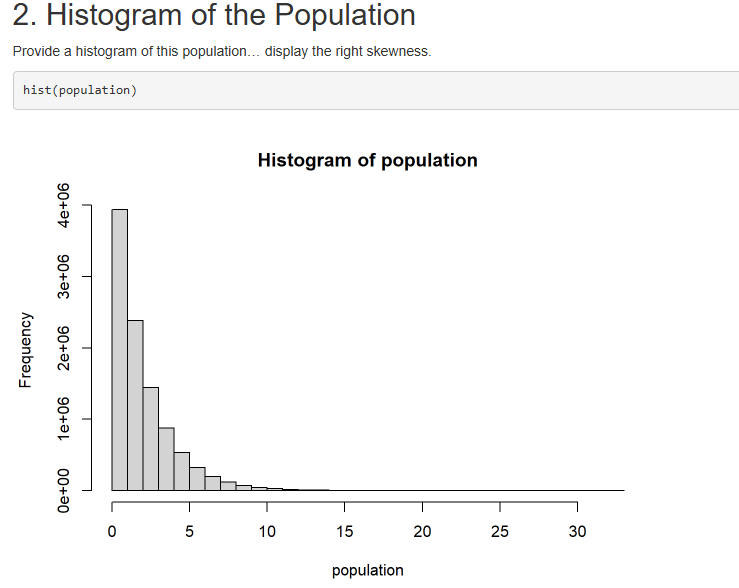 2. Histogram of the Population
Provide a histogram of this population… display the right skewness.
hist(population)
Histogram of population
4e+06
3e+06
2e+06
1e+06
0e+00
Frequency
0 5 10 15 20 25 30
population